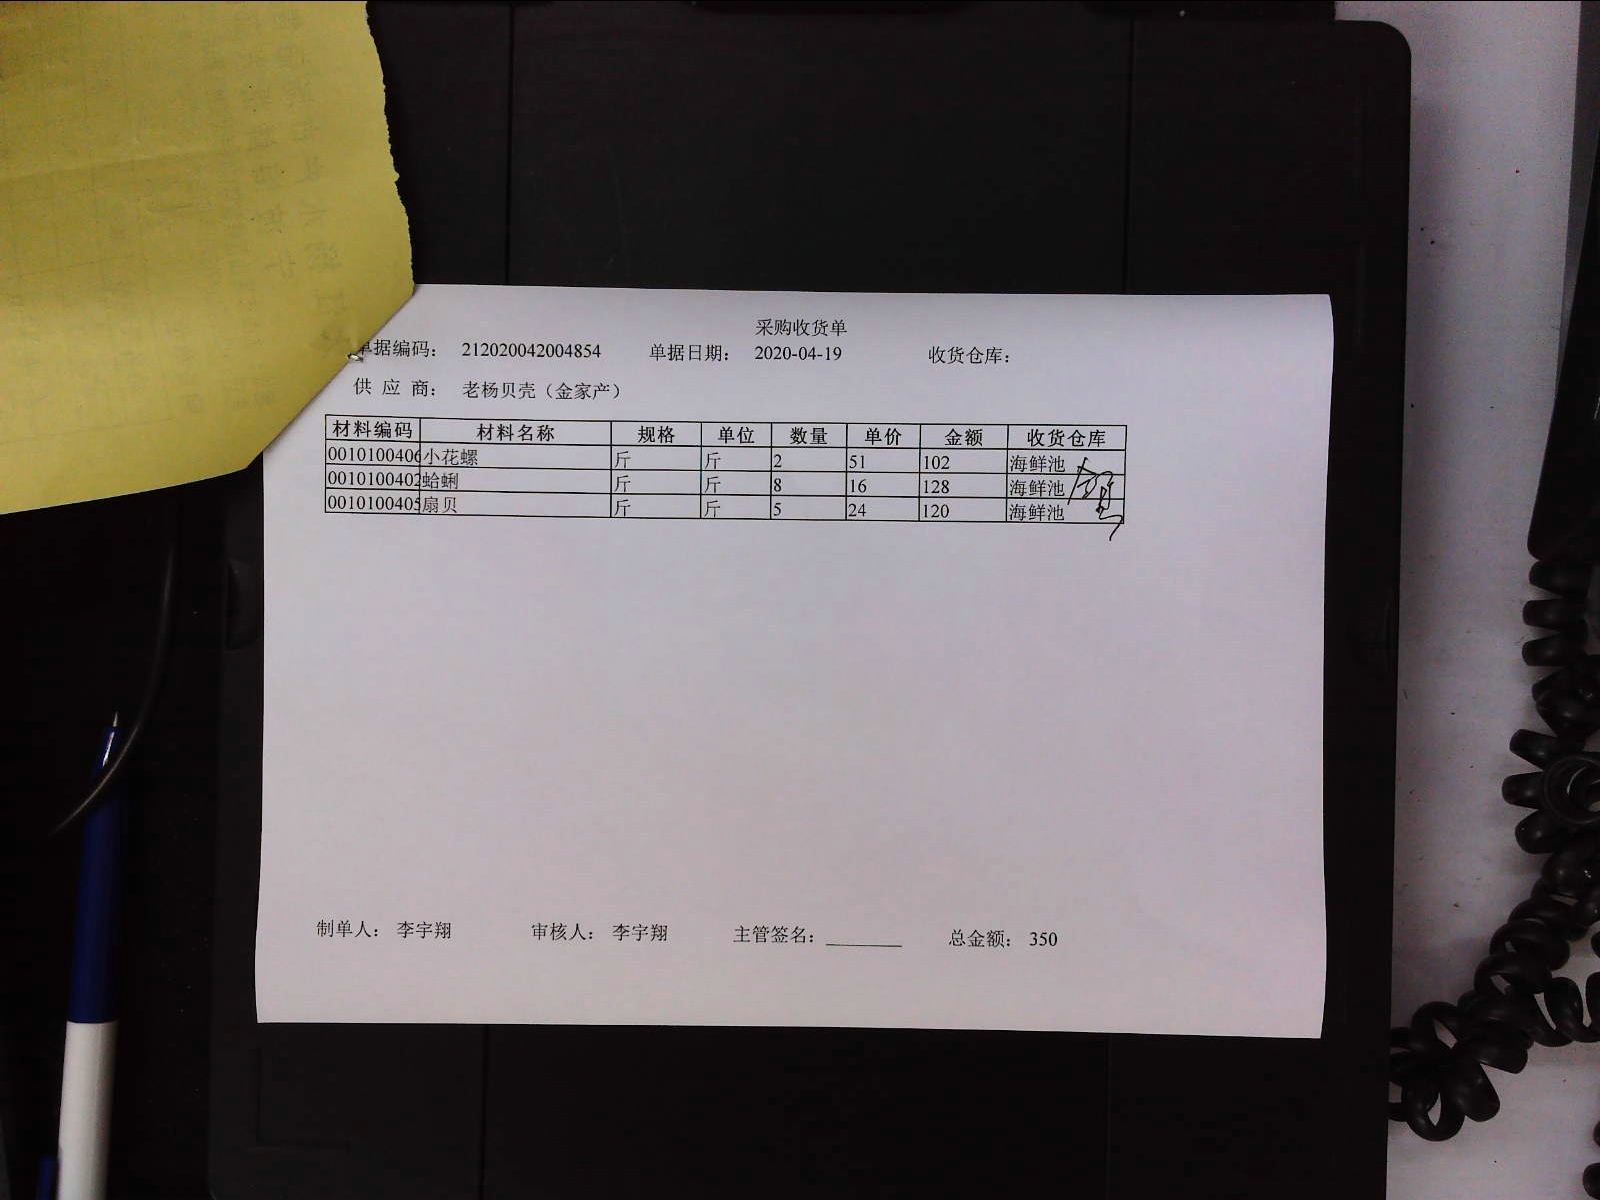 采购收货单
单据编码： 212020042004854 单据日期： 2020-04-19 收货仓库：
供 应 商： 老杨贝壳（金家产）
材料编码 材料名称 规格 单位 数量 单价 金额 收货仓库
0010100406 小花螺 斤 斤 2 51 102 海鲜池
0010100402 蛤蜊 斤 斤 8 16 128 海鲜池
0010100405 扇贝 斤 斤 5 24 120 海鲜池
制单人： 李宇翔 审核人： 李宇翔 主管签名： ________ 总金额： 350